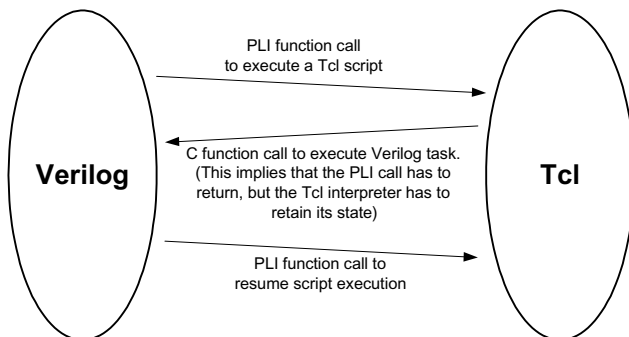 PLI function call
to execute a Tcl script
Verilog
C function call to execute Verilog task.
(This implies that the PLI call has to
return, but the Tcl interpreter has to
retain its state)
Tcl
PLI function call to
resume script execution